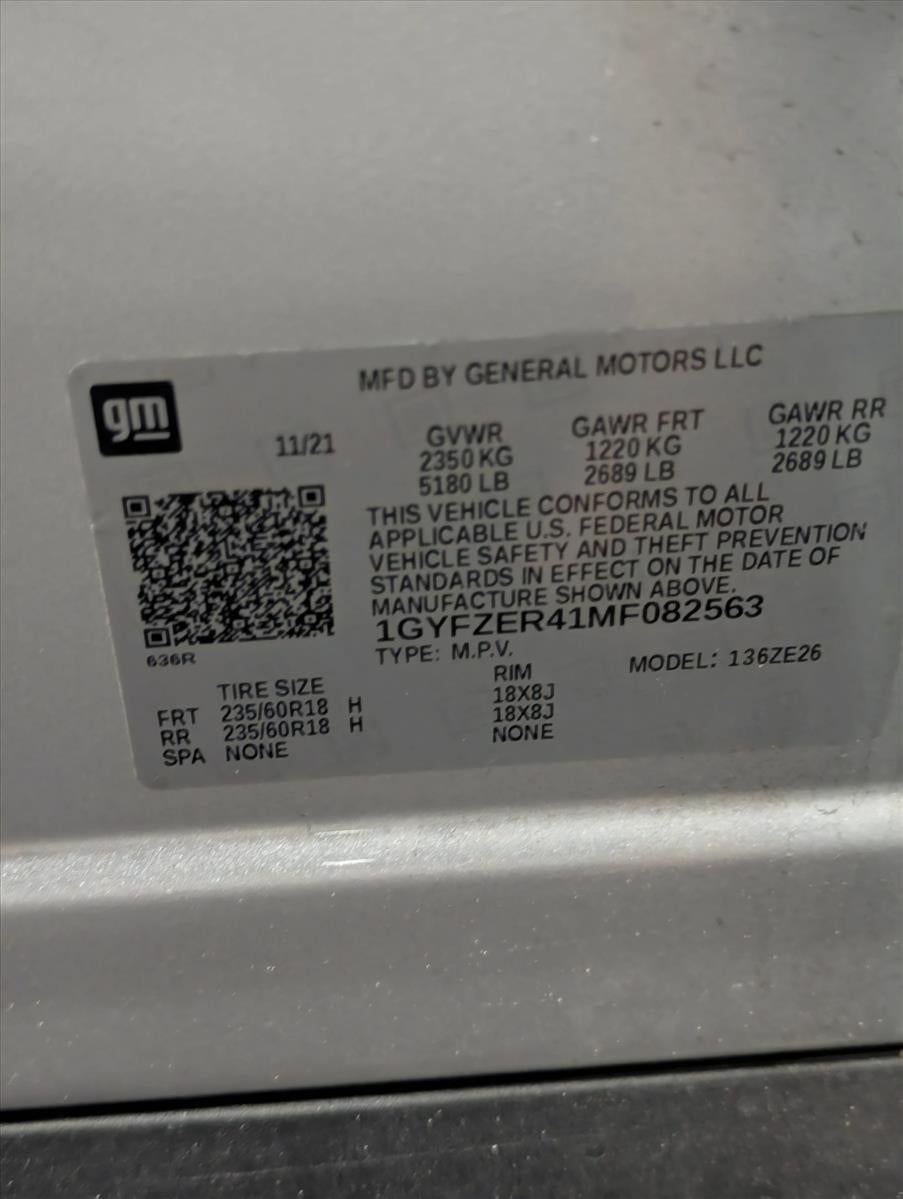 MFD BY GENERAL MOTORS LLC
gm
11/21
GVWR GAWR FRT GAWR RR
2350 KG 1220 KG 1220 KG
5180 LB 2689 LB 2689 LB
THIS VEHICLE CONFORMS TO ALL
APPLICABLE U.S. FEDERAL MOTOR
VEHICLE SAFETY AND THEFT PREVENTION
STANDARDS IN EFFECT ON THE DATE OF
MANUFACTURE SHOWN ABOVE.
1GYFZER41MF082563
636R
TYPE: M.P.V. MODEL: 136ZE26
TIRE SIZE RIM
FRT 235/60R18 H 18X8J
RR 235/60R18 H 18X8J
SPA NONE NONE